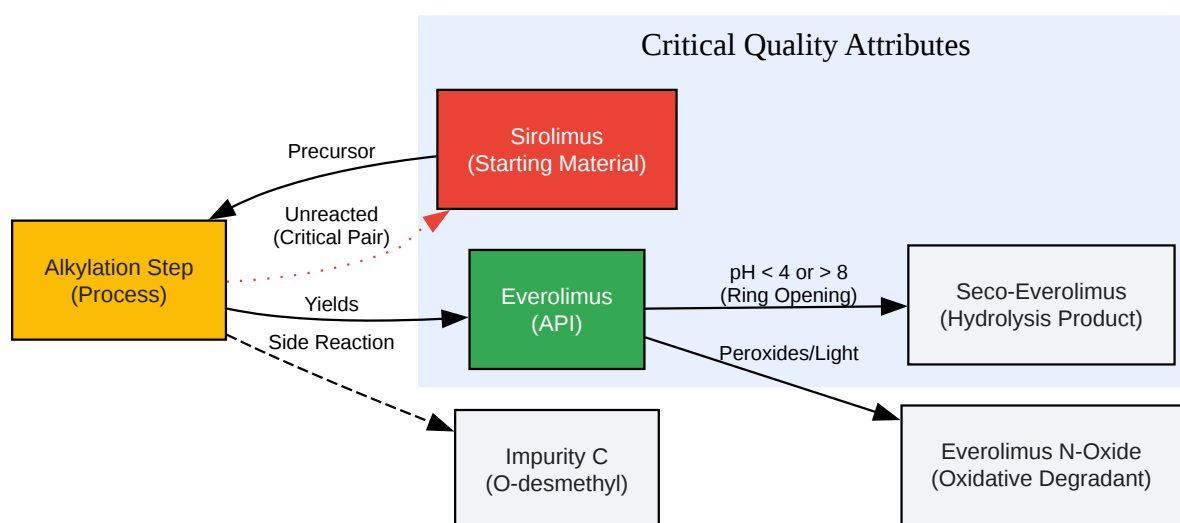 Critical Quality Attributes
Sirolimus
(Starting Material)
Precursor
Unreacted
(Critical Pair)
Alkylation Step
(Process)
Yields
Everolimus
(API)
pH < 4 or > 8
(Ring Opening)
Seco-Everolimus
(Hydrolysis Product)
Side Reaction
Peroxides/Light
Impurity C
(O-desmethyl)
Everolimus N-Oxide
(Oxidative Degradant)